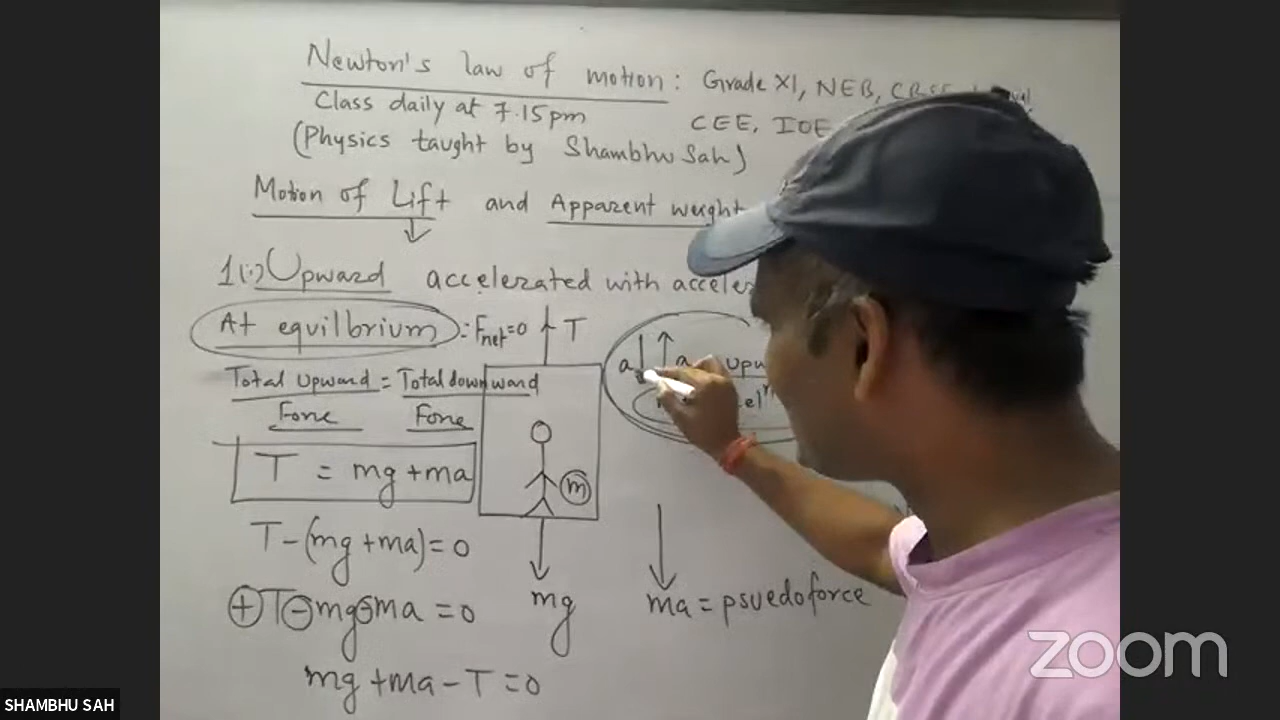 Newton's law of motion: Grade XI, NEB, CBSE
Class daily at 7.15pm CEE, IOE
(Physics taught by Shambhu Sah)
Motion of Lift and Apparent weight
1(i) Upward accelerated with
At equilbrium : Fnet=0 T
a a
Total upward = Total downward
Force Force
T = mg +ma
m
T-(mg +ma)=0
mg
ma = psuedoforce
+T-mg-ma =0
mg +ma-T=0
zoom
SHAMBHU SAH